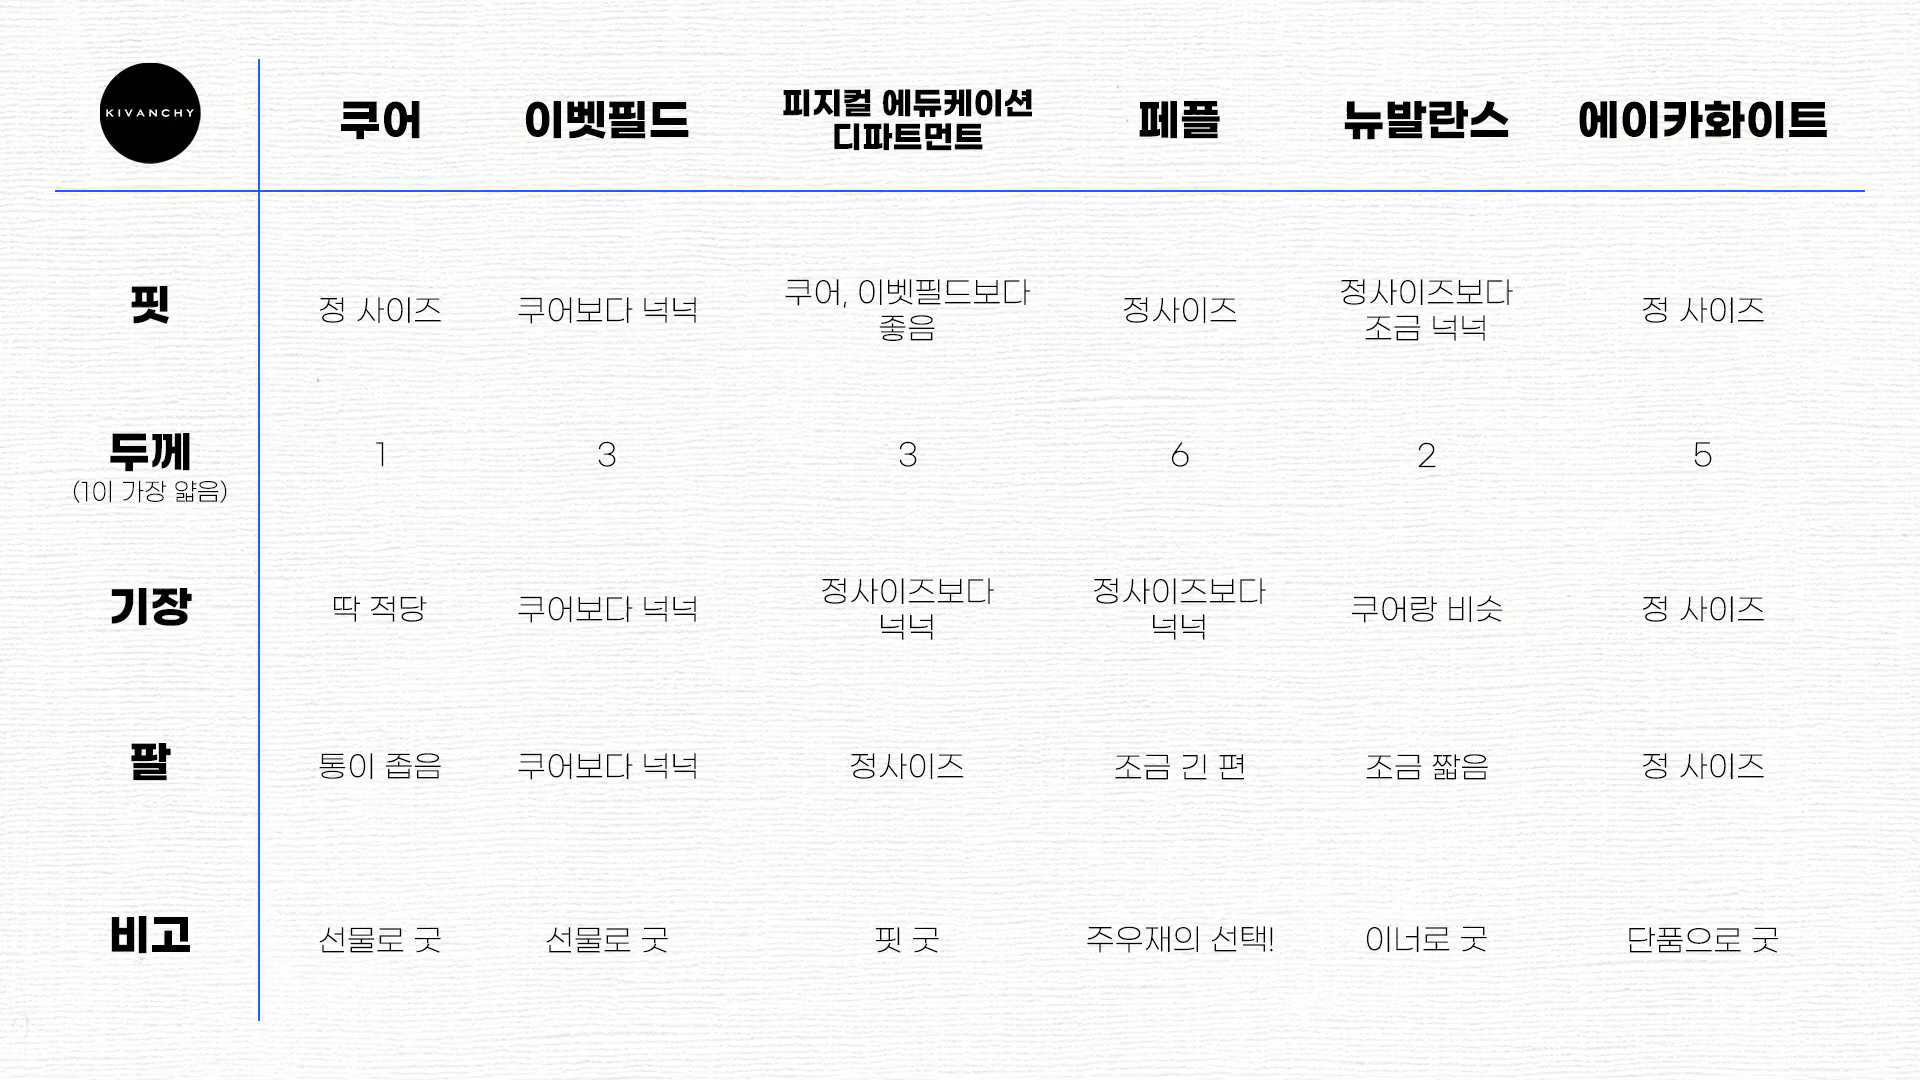 KIVANCHY
쿠어 이벳필드 피지컬 에듀케이션 디파트먼트 페플 뉴발란스 에이카화이트
핏 정 사이즈 쿠어보다 넉넉 쿠어, 이벳필드보다 좋음 정사이즈 정사이즈보다 조금 넉넉 정 사이즈
두께 1 3 3 6 2 5
(1이 가장 얇음)
기장 딱 적당 쿠어보다 넉넉 정사이즈보다 넉넉 정사이즈보다 넉넉 쿠어랑 비슷 정 사이즈
팔 통이 좁음 쿠어보다 넉넉 정사이즈 조금 긴 편 조금 짧음 정 사이즈
비고 선물로 굿 선물로 굿 핏 굿 주우재의 선택! 이너로 굿 단품으로 굿